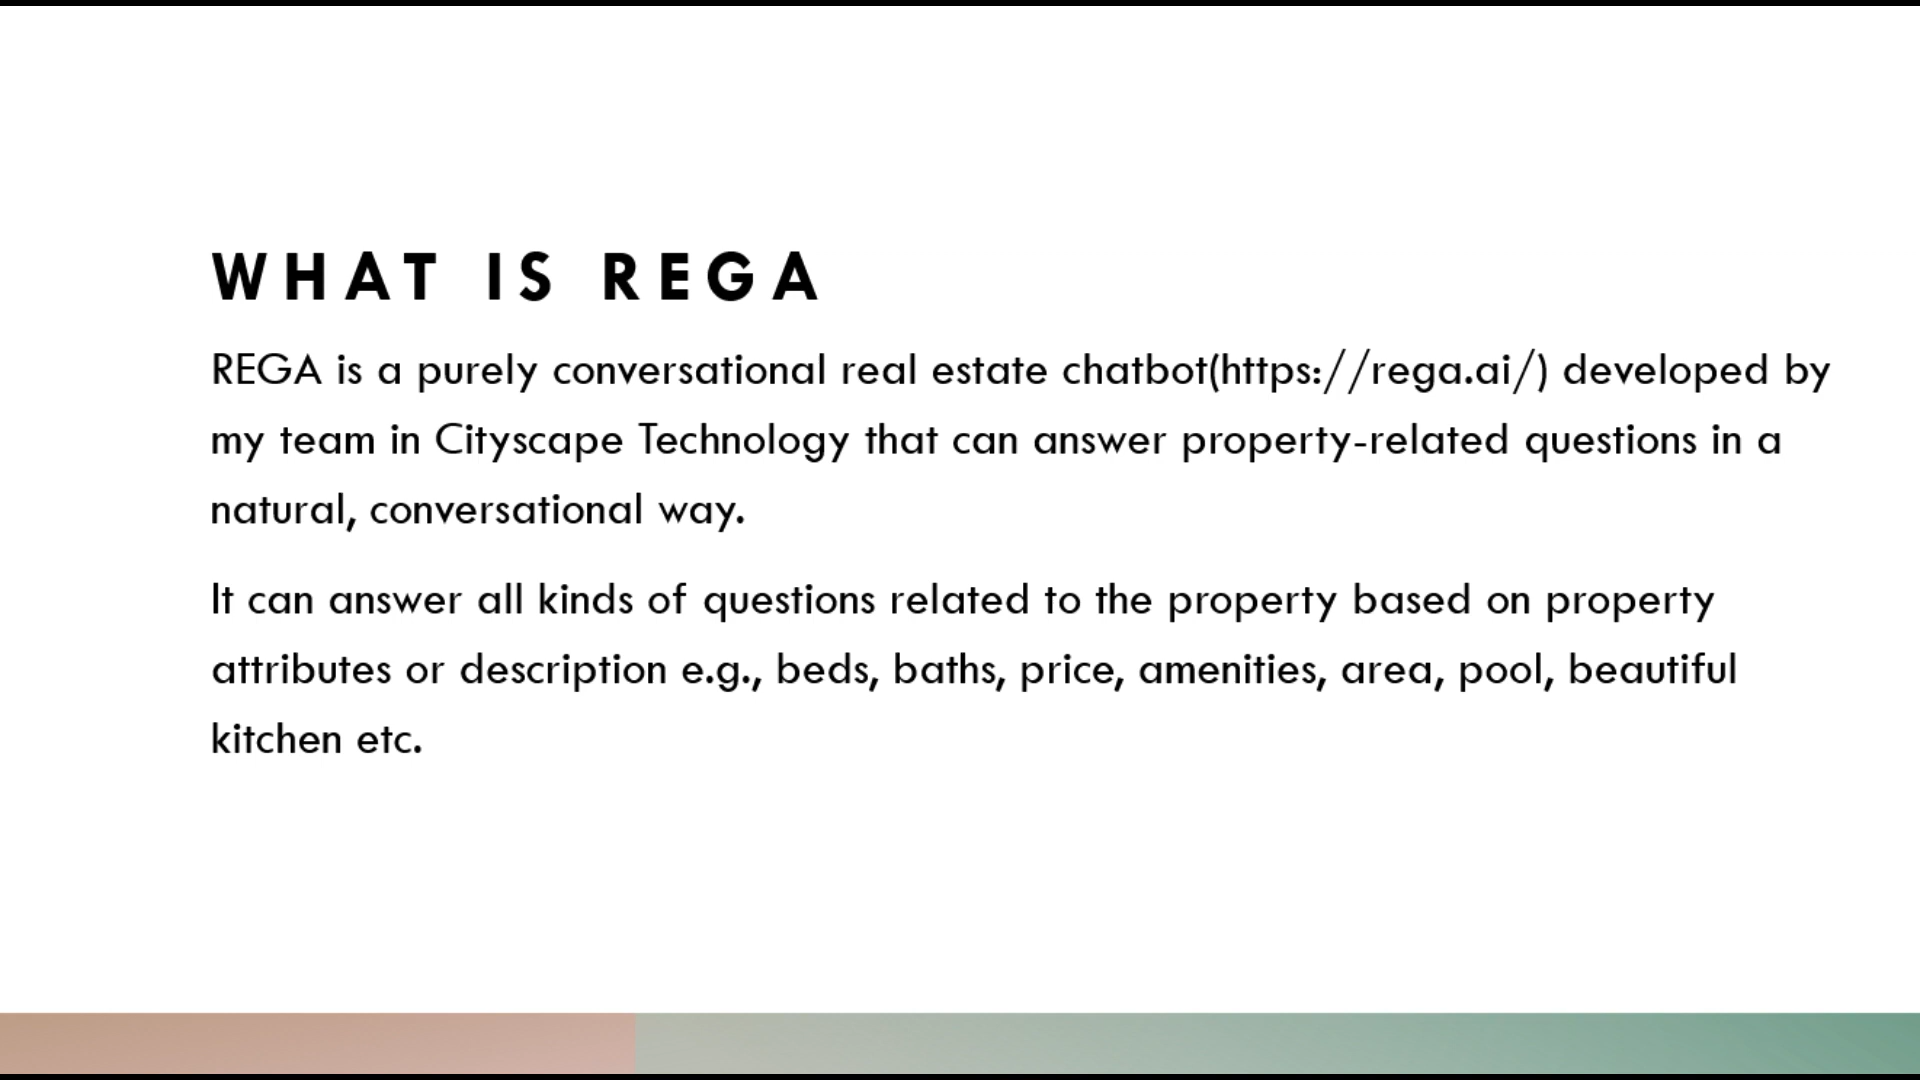 WHAT IS REGA
REGA is a purely conversational real estate chatbot(https://rega.ai/) developed by
my team in Cityscape Technology that can answer property-related questions in a
natural, conversational way.
It can answer all kinds of questions related to the property based on property
attributes or description e.g., beds, baths, price, amenities, area, pool, beautiful
kitchen etc.